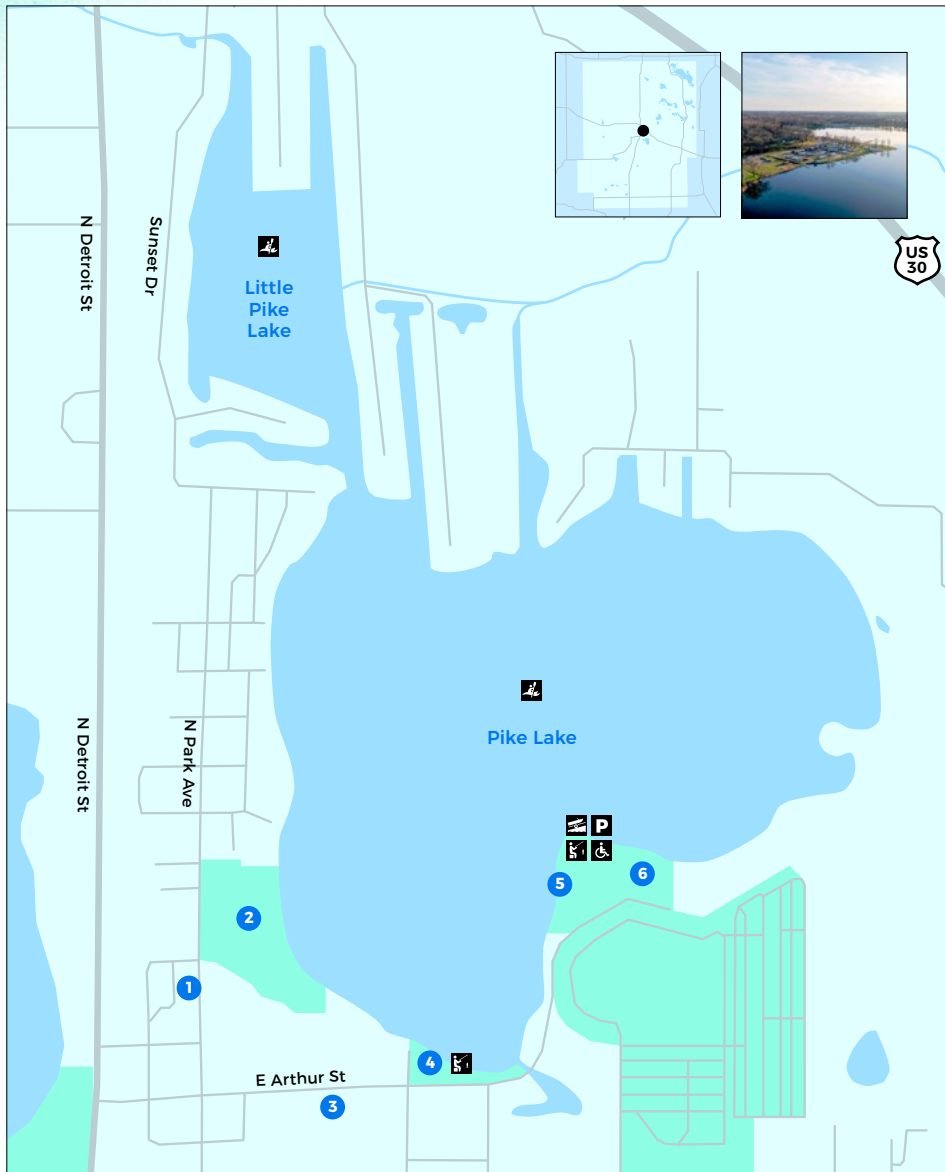 US
30
N Detroit St
Sunset Dr
Little
Pike
Lake
N Detroit St
N Park Ave
Pike Lake
P
6
5
2
1
4
E Arthur St
3